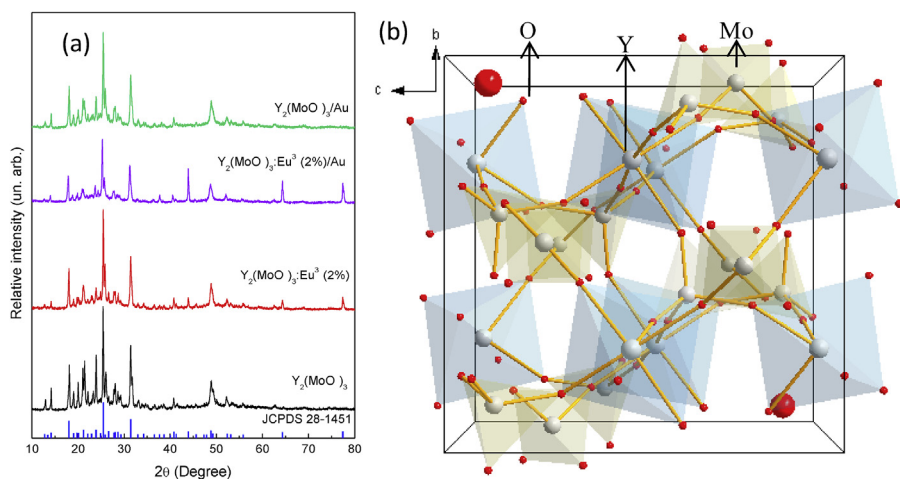 (a)
Y₂(MoO )₃/Au
Y₂(MoO )₃:Eu³ (2%)/Au
Y₂(MoO )₃:Eu³ (2%)
Y₂(MoO )₃
JCPDS 28-1451
Relative intensity (un. arb.)
10 20 30 40 50 60 70 80
2θ (Degree)
(b)
b
c
O
Y
Mo